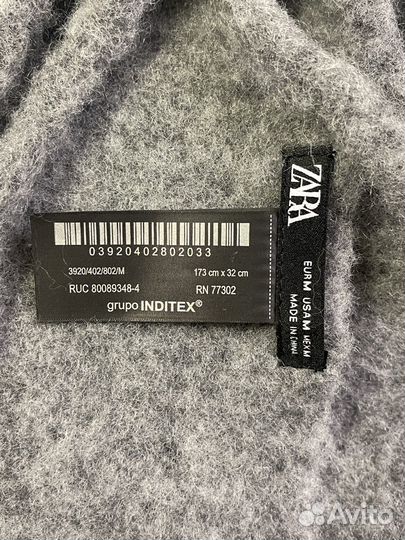 03920402802033
3920/402/802/M 173 cm x 32 cm
RUC 80089348-4 RN 77302
grupo INDITEX®
ZARA
EUR M USA M MEX M
MADE IN CHINA
Avito